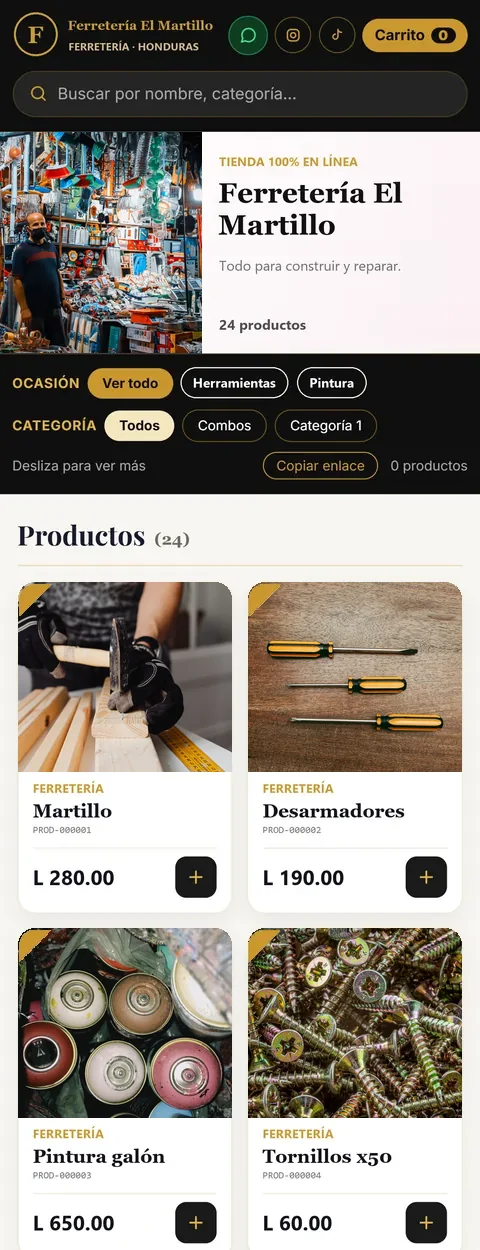 F
Ferretería El Martillo
FERRETERÍA · HONDURAS
Carrito 0
Buscar por nombre, categoría...
TIENDA 100% EN LÍNEA
Ferretería El
Martillo
Todo para construir y reparar.
24 productos
OCASIÓN Ver todo Herramientas Pintura
CATEGORÍA Todos Combos Categoría 1
Desliza para ver más Copiar enlace 0 productos
Productos (24)
FERRETERÍA
Martillo
PROD-000001
L 280.00 +
FERRETERÍA
Desarmadores
PROD-000002
L 190.00 +
FERRETERÍA
Pintura galón
PROD-000003
L 650.00 +
FERRETERÍA
Tornillos x50
PROD-000004
L 60.00 +